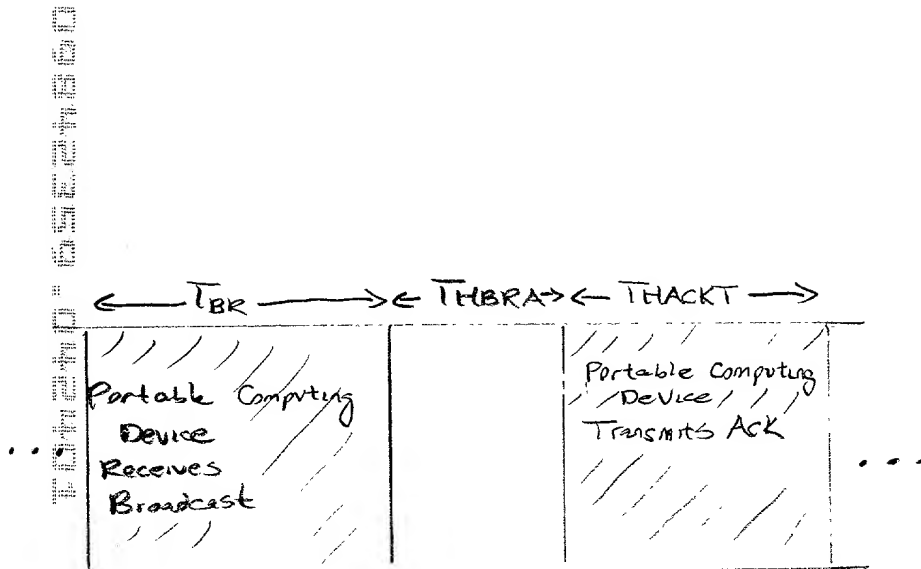 TBR THBRA THACKT
Portable Computing
Device
Receives
Broadcast
Portable Computing
Device
Transmits Ack